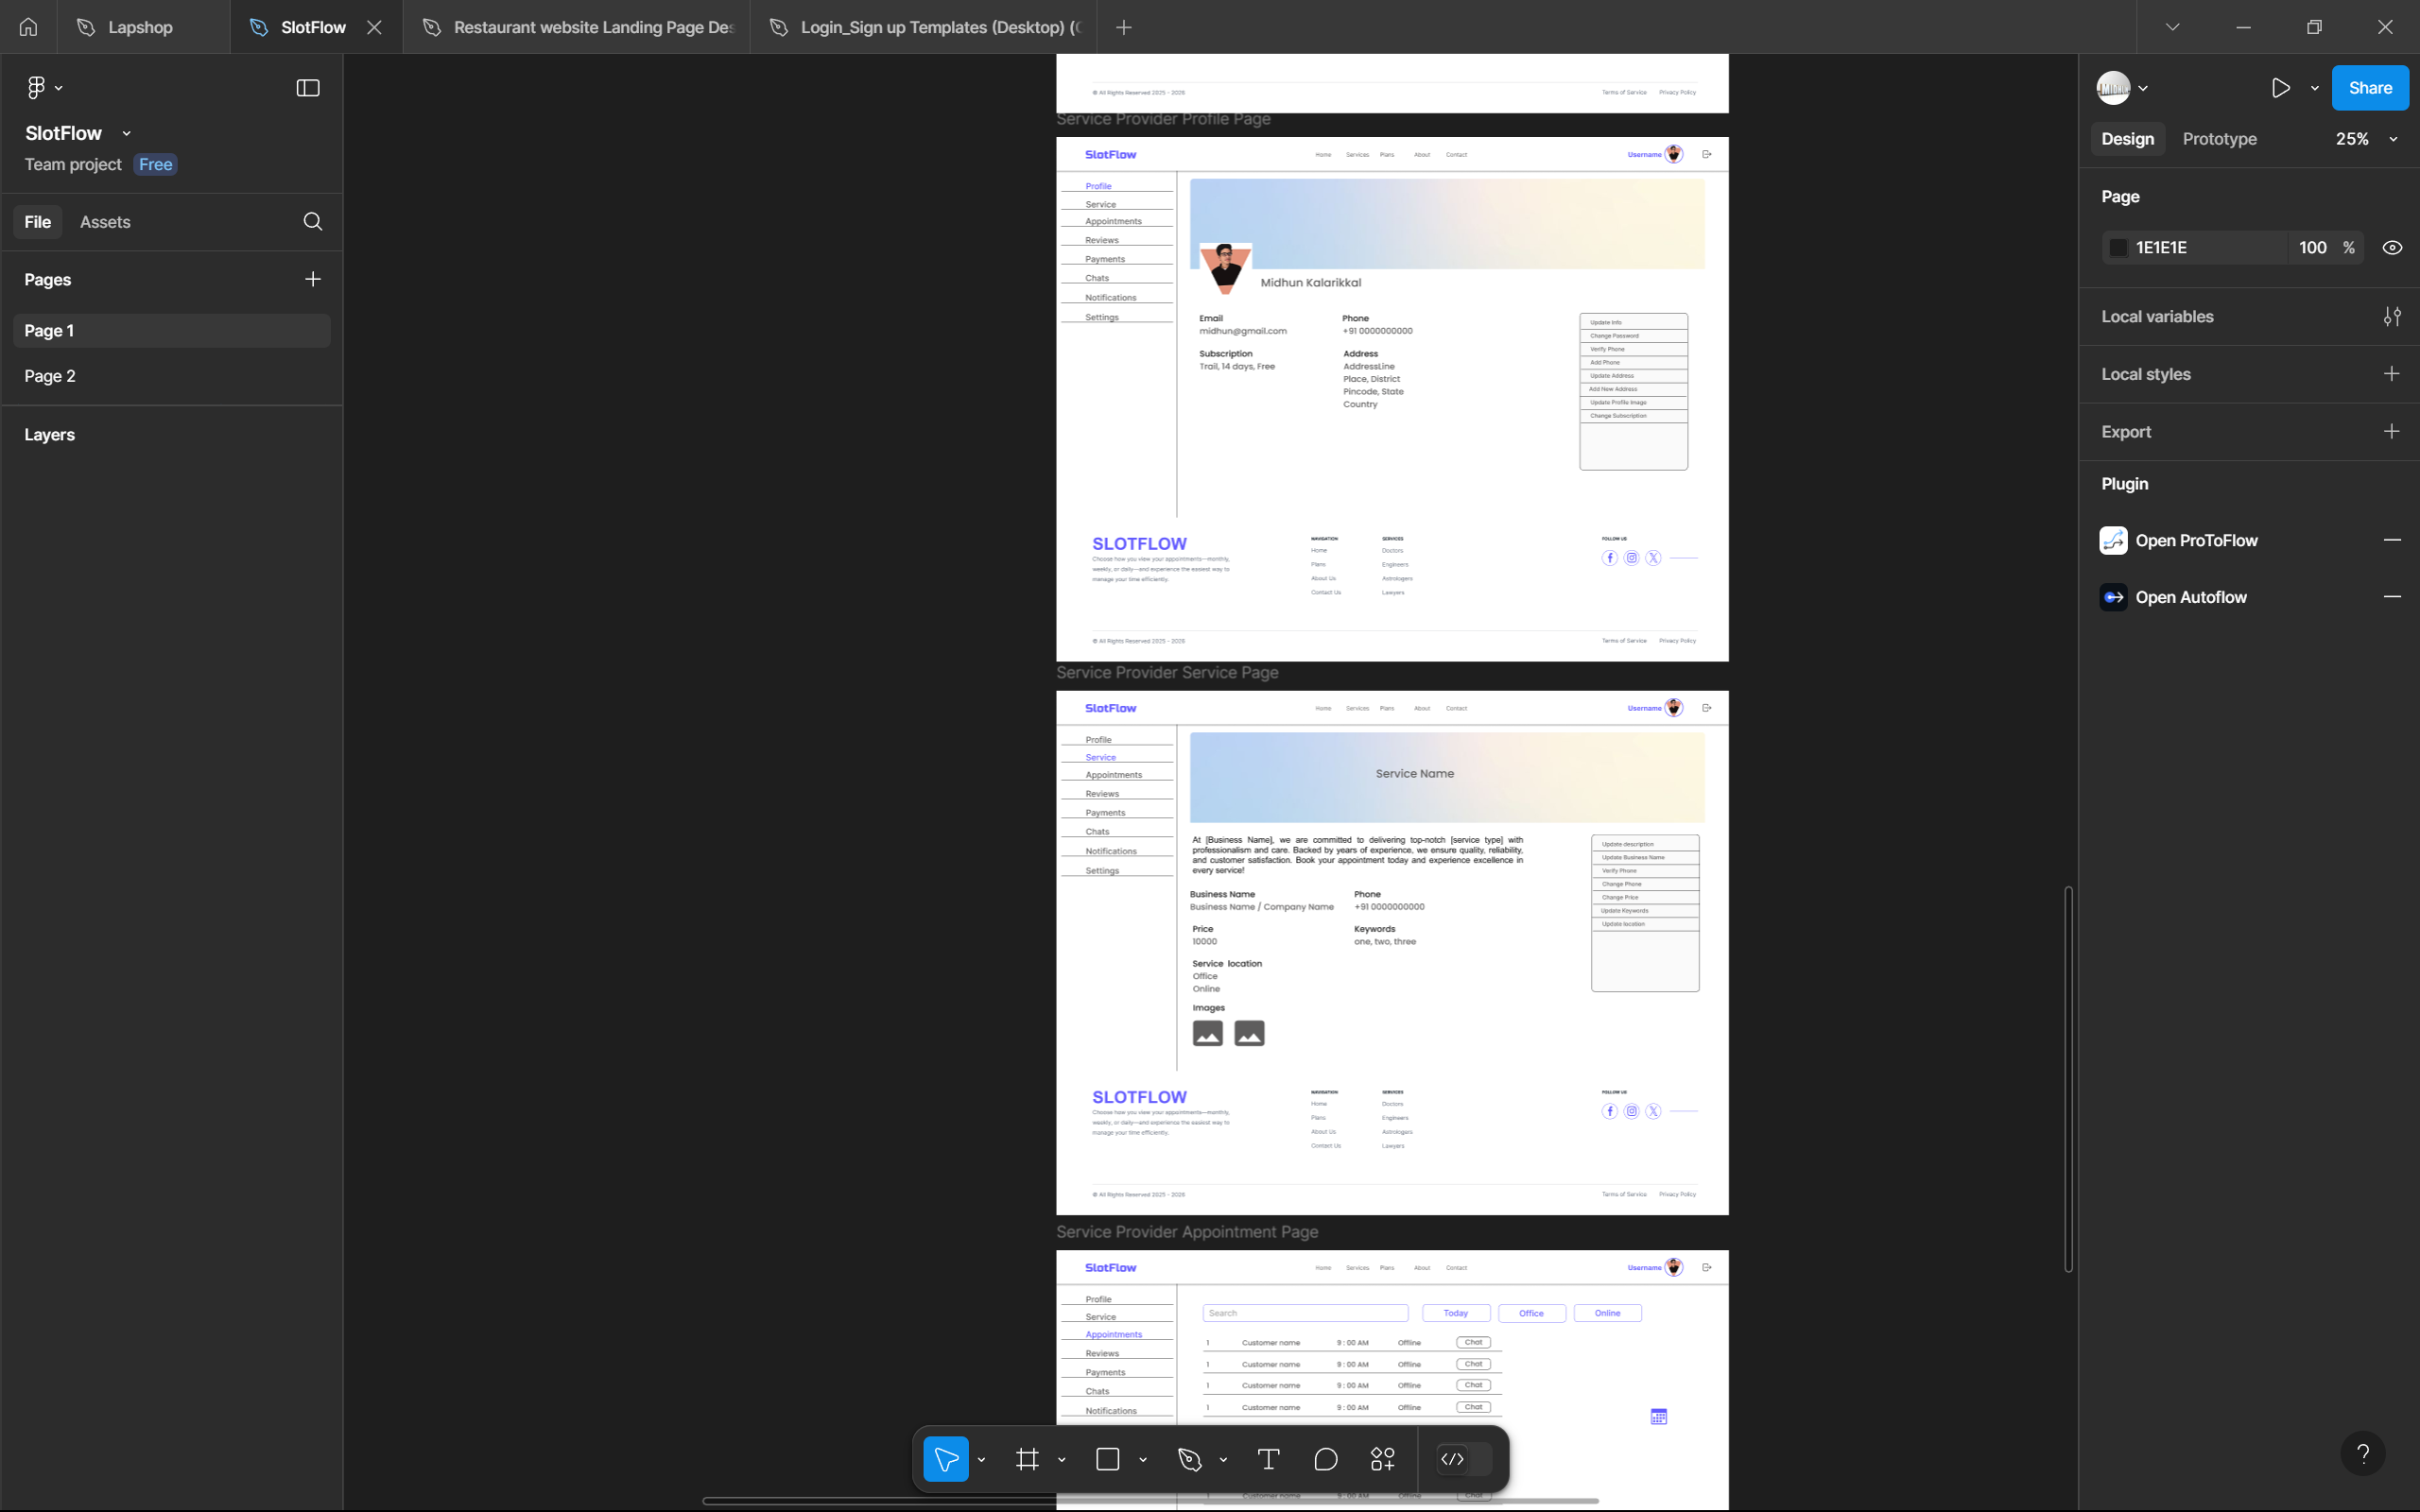 Lapshop
SlotFlow
Restaurant website Landing Page Des
Login_Sign up Templates (Desktop) (C
SlotFlow
Team project Free
File Assets
Pages
Page 1
Page 2
Layers
© All Rights Reserved 2025 - 2026 Terms of Service Privacy Policy
Service Provider Profile Page
SlotFlow Home Services Plans About Contact Username
Profile
Service
Appointments
Reviews
Payments
Chats
Notifications
Settings
Midhun Kalarikkal
Email
midhun@gmail.com
Phone
+91 0000000000
Subscription
Trail, 14 days, Free
Address
AddressLine
Place, District
Pincode, State
Country
Update Info
Change Password
Verify Phone
Add Phone
Update Address
Add New Address
Update Profile Image
Change Subscription
SLOTFLOW
Choose how you view your appointments—monthly,
weekly, or daily—and experience the easiest way to
manage your time efficiently.
NAVIGATION
Home
Plans
About Us
Contact Us
SERVICES
Doctors
Engineers
Astrologers
Lawyers
FOLLOW US
© All Rights Reserved 2025 - 2026 Terms of Service Privacy Policy
Service Provider Service Page
SlotFlow Home Services Plans About Contact Username
Profile
Service
Appointments
Reviews
Payments
Chats
Notifications
Settings
Service Name
At [Business Name], we are committed to delivering top-notch [service type] with
professionalism and care. Backed by years of experience, we ensure quality, reliability,
and customer satisfaction. Book your appointment today and experience excellence in
every service!
Business Name
Business Name / Company Name
Phone
+91 0000000000
Price
10000
Keywords
one, two, three
Service location
Office
Online
Images
Update description
Update Business Name
Verify Phone
Change Phone
Change Price
Update Keywords
Update location
SLOTFLOW
Choose how you view your appointments—monthly,
weekly, or daily—and experience the easiest way to
manage your time efficiently.
NAVIGATION
Home
Plans
About Us
Contact Us
SERVICES
Doctors
Engineers
Astrologers
Lawyers
FOLLOW US
© All Rights Reserved 2025 - 2026 Terms of Service Privacy Policy
Service Provider Appointment Page
SlotFlow Home Services Plans About Contact Username
Profile
Service
Appointments
Reviews
Payments
Chats
Notifications
Search Today Office Online
1 Customer name 9 : 00 AM Offline Chat
1 Customer name 9 : 00 AM Offline Chat
1 Customer name 9 : 00 AM Offline Chat
1 Customer name 9 : 00 AM Offline Chat
1 Customer name 9 : 00 AM Offline Chat
Share
Design Prototype 25%
Page
1E1E1E 100 %
Local variables
Local styles
Export
Plugin
Open ProToFlow
Open Autoflow
?